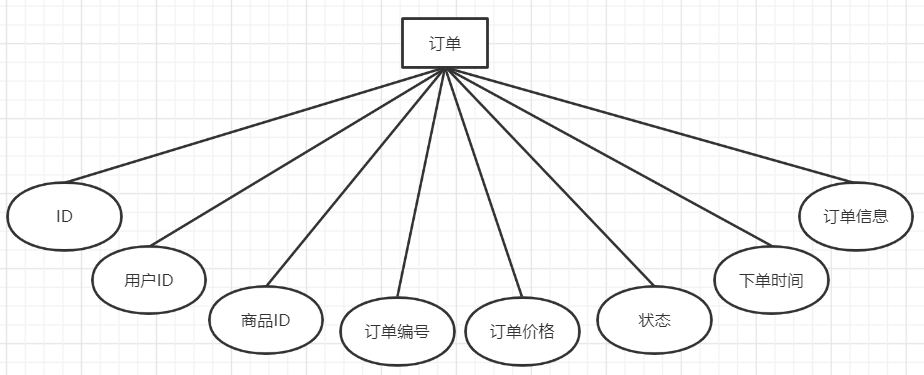 订单
ID
用户ID
商品ID
订单编号
订单价格
状态
下单时间
订单信息